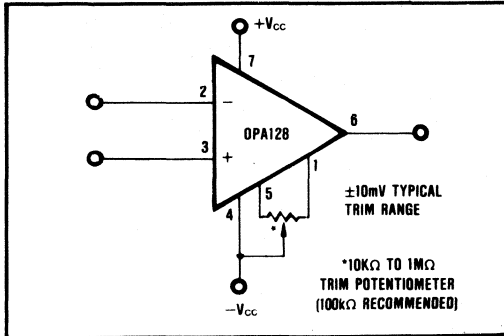 +VCC
7
2
−
OPA128
6
3
+
1
5
4
*
±10mV TYPICAL
TRIM RANGE
*10KΩ TO 1MΩ
TRIM POTENTIOMETER
(100kΩ RECOMMENDED)
−VCC